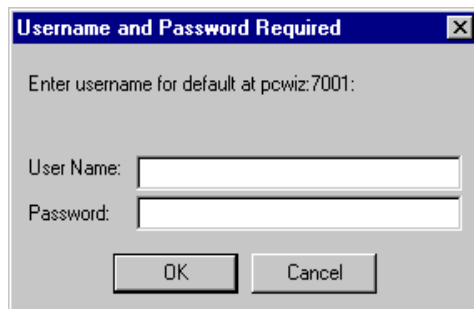 Username and Password Required
Enter username for default at pcwiz:7001:
User Name:
Password:
OK Cancel